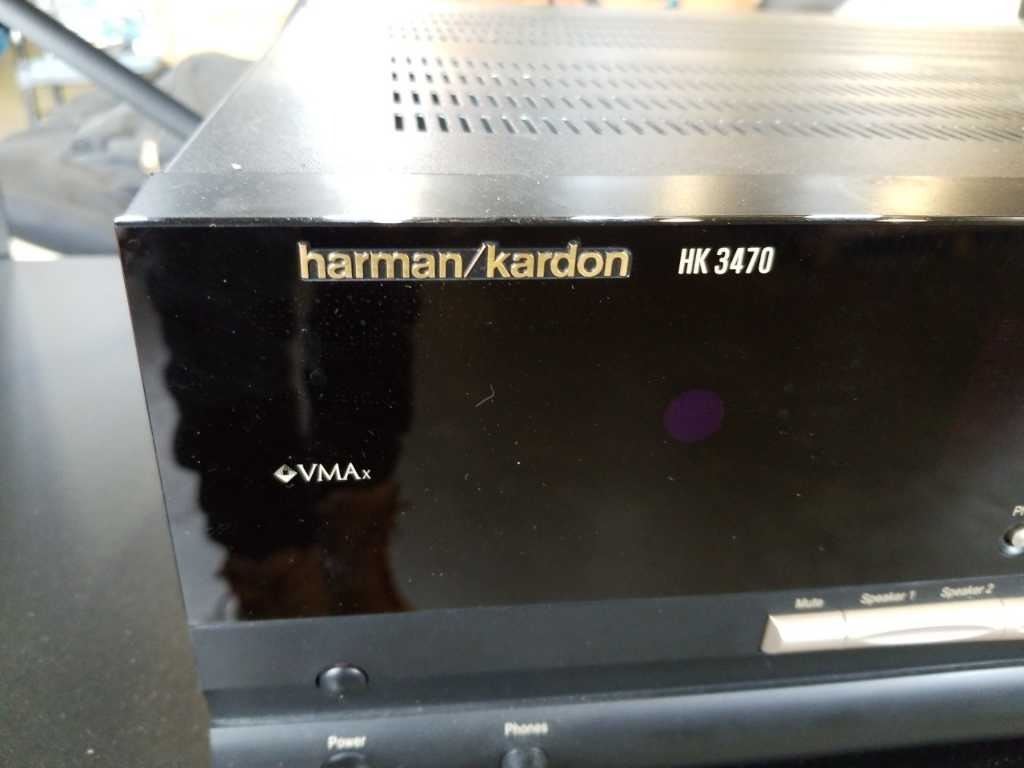 harman/kardon HK 3470
VMAx
Mute Speaker 1 Speaker 2
Power Phones